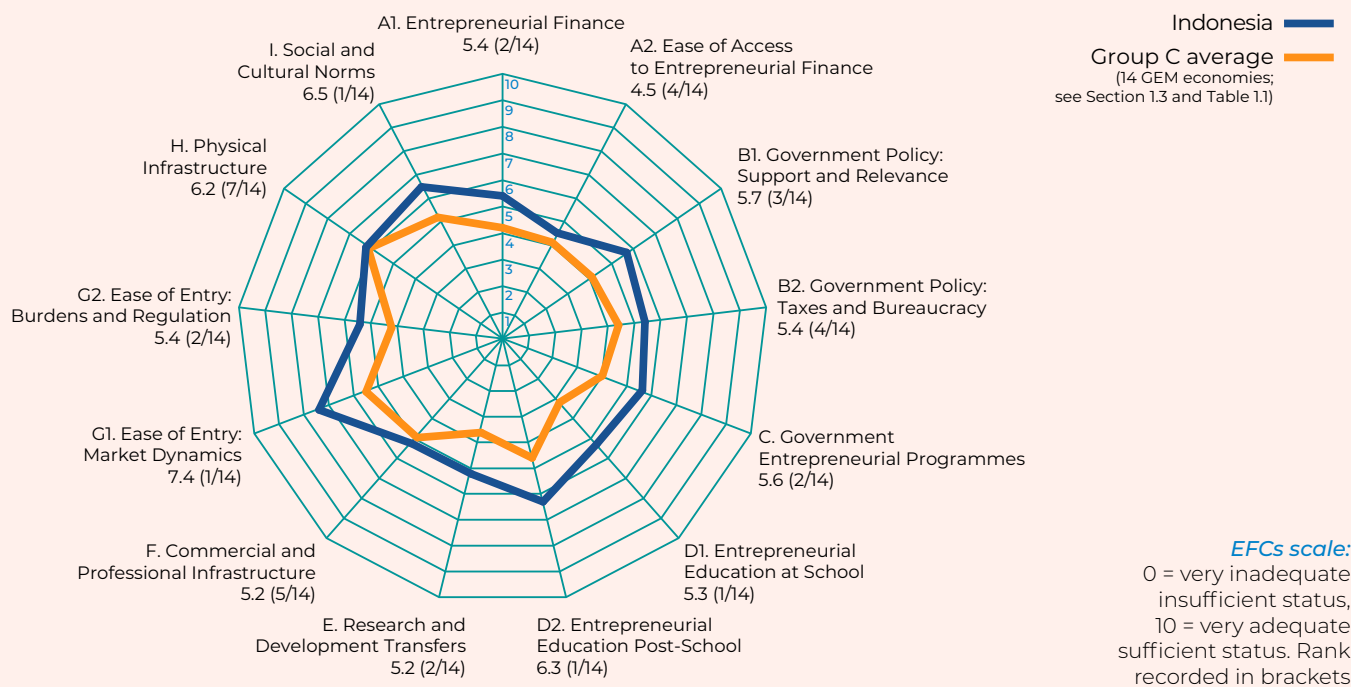 A1. Entrepreneurial Finance
5.4 (2/14)
A2. Ease of Access
to Entrepreneurial Finance
4.5 (4/14)
B1. Government Policy:
Support and Relevance
5.7 (3/14)
B2. Government Policy:
Taxes and Bureaucracy
5.4 (4/14)
C. Government
Entrepreneurial Programmes
5.6 (2/14)
D1. Entrepreneurial
Education at School
5.3 (1/14)
D2. Entrepreneurial
Education Post-School
6.3 (1/14)
E. Research and
Development Transfers
5.2 (2/14)
F. Commercial and
Professional Infrastructure
5.2 (5/14)
G1. Ease of Entry:
Market Dynamics
7.4 (1/14)
G2. Ease of Entry:
Burdens and Regulation
5.4 (2/14)
H. Physical
Infrastructure
6.2 (7/14)
I. Social and
Cultural Norms
6.5 (1/14)
10
9
8
7
6
5
4
3
2
1
Indonesia
Group C average
(14 GEM economies;
see Section 1.3 and Table 1.1)
EFCs scale:
0 = very inadequate
insufficient status,
10 = very adequate
sufficient status. Rank
recorded in brackets